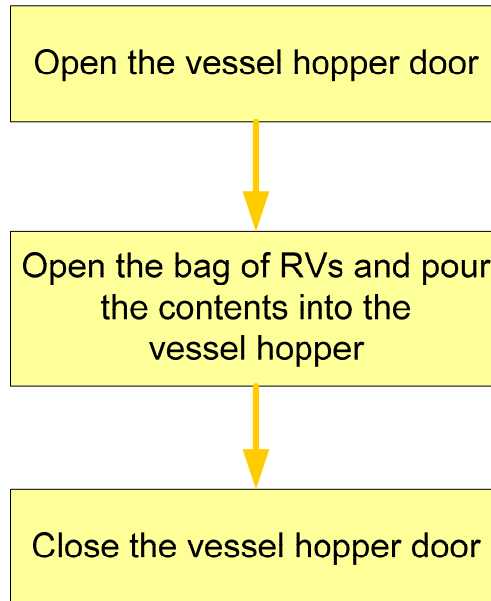 Open the vessel hopper door
Open the bag of RVs and pour
the contents into the
vessel hopper
Close the vessel hopper door